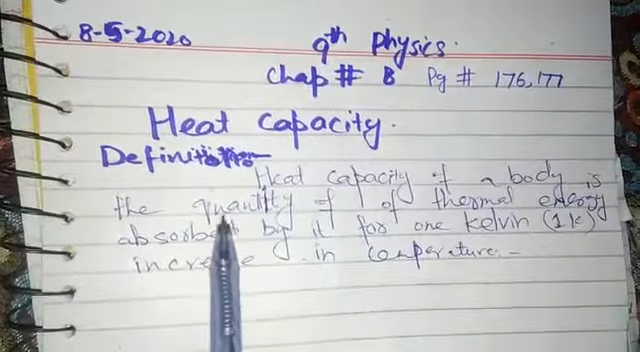 8-5-2020
9th Physics.
Chap # 8 Pg # 176,177
Heat capacity.
Definition
Heat capacity of a body is
the quantity of of thermal energy
absorbed by it for one kelvin (1k)
increase in temperature.